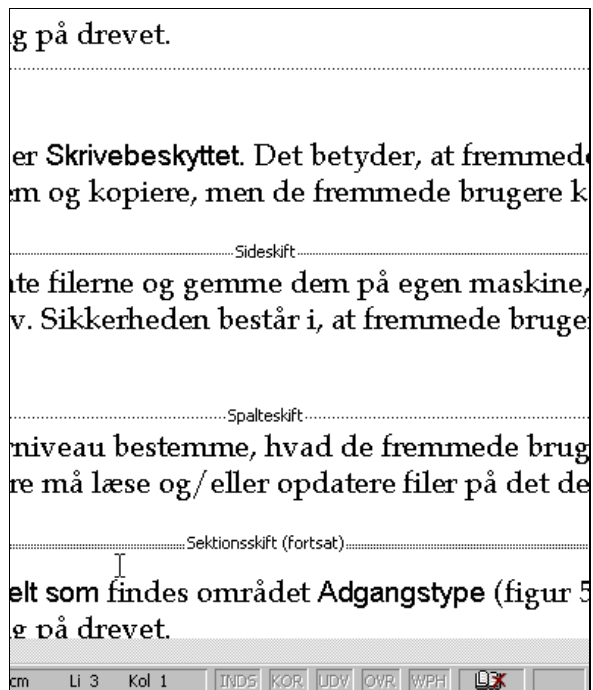 g på drevet.
er Skrivebeskyttet. Det betyder, at fremmede
em og kopiere, men de fremmede brugere k
Sideskift
te filerne og gemme dem på egen maskine,
v. Sikkerheden består i, at fremmede bruge
Spalteskift
niveau bestemme, hvad de fremmede brug
re må læse og/eller opdatere filer på det de
Sektionsskift (fortsat)
elt som findes området Adgangstype (figur 5
g på drevet.
cm Li 3 Kol 1 INDS KOR UDV OVR WPH